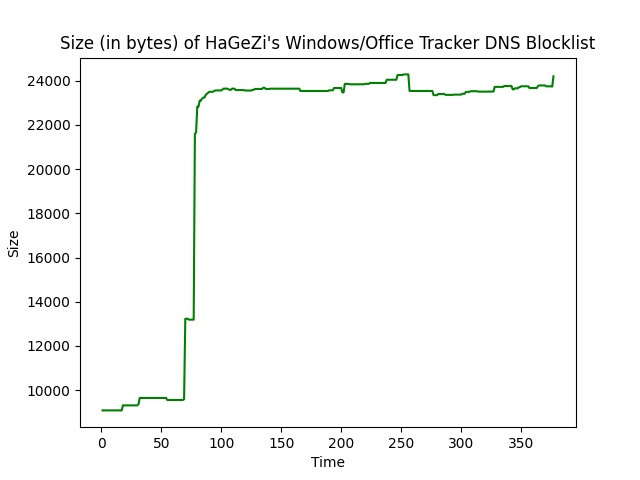 Size (in bytes) of HaGeZi's Windows/Office Tracker DNS Blocklist
24000
22000
20000
18000
16000
14000
12000
10000
Size
0 50 100 150 200 250 300 350
Time